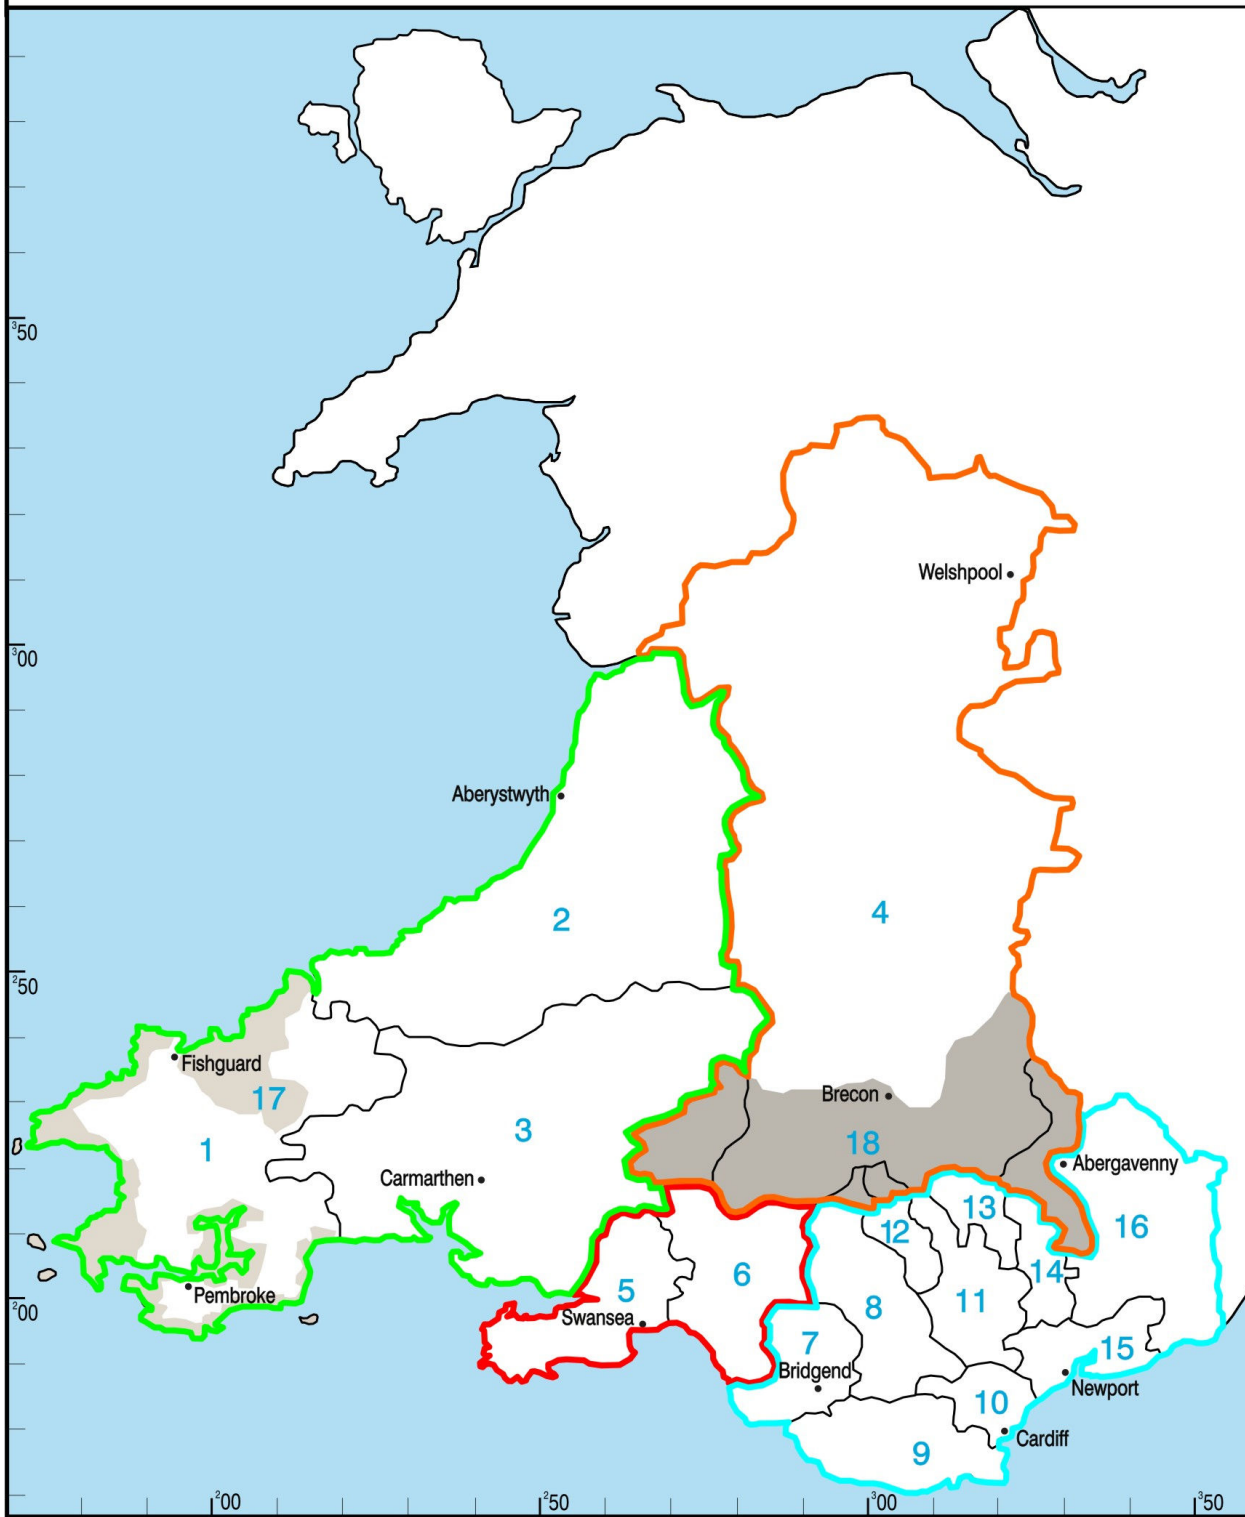 ³50
Welshpool
³00
Aberystwyth
2
4
²50
Fishguard
17
Brecon
1
3
18
Abergavenny
Carmarthen
13
16
12
6
14
5
Pembroke
11
²00
8
Swansea
7
15
Bridgend
Newport
10
Cardiff
9
²00
²50
³00
³50